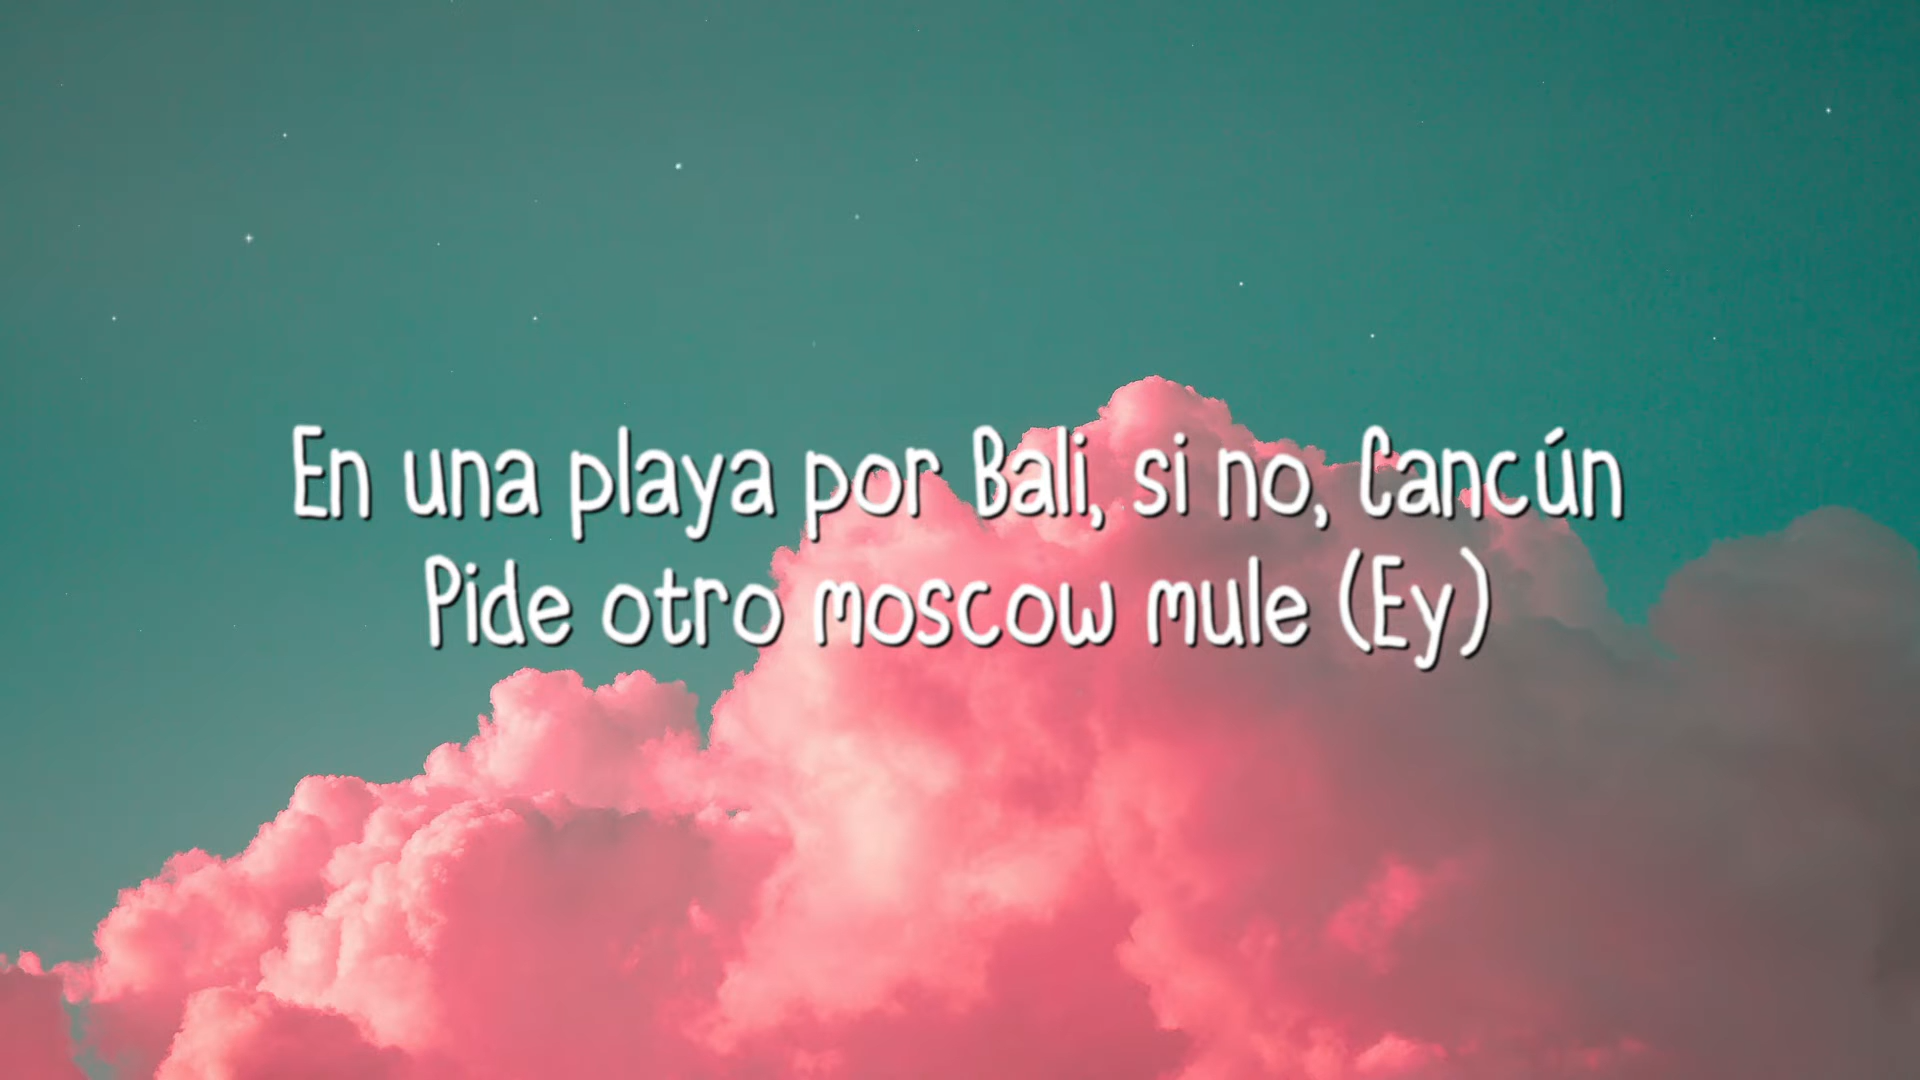 En una playa por Bali, si no, Cancún
Pide otro moscow mule (Ey)